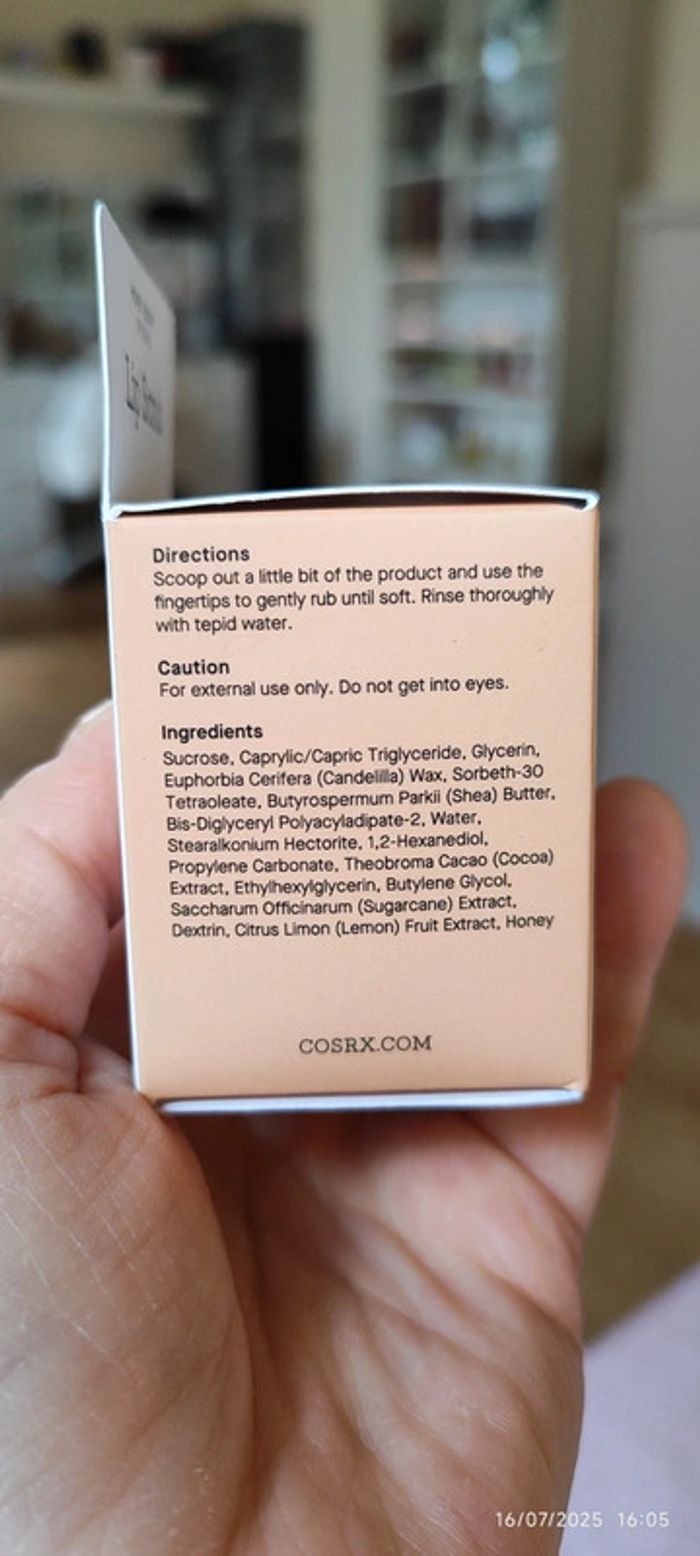 Lip
Directions
Scoop out a little bit of the product and use the
fingertips to gently rub until soft. Rinse thoroughly
with tepid water.
Caution
For external use only. Do not get into eyes.
Ingredients
Sucrose, Caprylic/Capric Triglyceride, Glycerin,
Euphorbia Cerifera (Candelilla) Wax, Sorbeth-30
Tetraoleate, Butyrospermum Parkii (Shea) Butter,
Bis-Diglyceryl Polyacyladipate-2, Water,
Stearalkonium Hectorite, 1,2-Hexanediol,
Propylene Carbonate, Theobroma Cacao (Cocoa)
Extract, Ethylhexylglycerin, Butylene Glycol,
Saccharum Officinarum (Sugarcane) Extract,
Dextrin, Citrus Limon (Lemon) Fruit Extract, Honey
COSRX.COM
16/07/2025 16:05